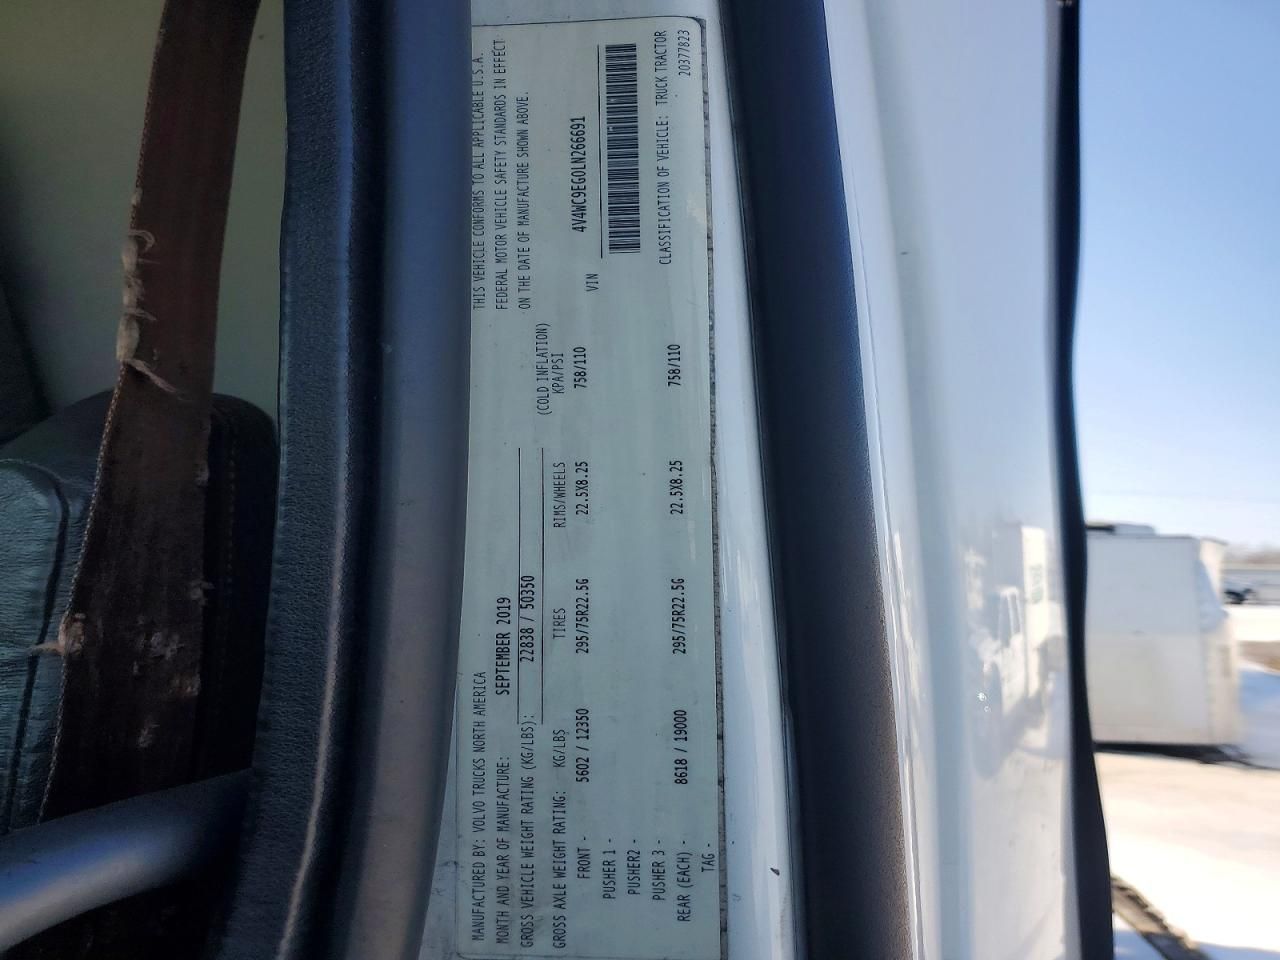 MANUFACTURED BY: VOLVO TRUCKS NORTH AMERICA
MONTH AND YEAR OF MANUFACTURE: SEPTEMBER 2019
GROSS VEHICLE WEIGHT RATING (KG/LBS): 22838 / 50350
THIS VEHICLE CONFORMS TO ALL APPLICABLE U.S.A.
FEDERAL MOTOR VEHICLE SAFETY STANDARDS IN EFFECT
ON THE DATE OF MANUFACTURE SHOWN ABOVE.
(COLD INFLATION)
GROSS AXLE WEIGHT RATING: KG/LBS TIRES RIMS/WHEELS KPA/PSI
FRONT - 5602 / 12350 295/75R22.5G 22.5X8.25 758/110
PUSHER 1 -
PUSHER2 -
PUSHER 3 -
REAR (EACH) - 8618 / 19000 295/75R22.5G 22.5X8.25 758/110
TAG -
4V4WC9EG0LN266691
VIN
CLASSIFICATION OF VEHICLE: TRUCK TRACTOR
20377823